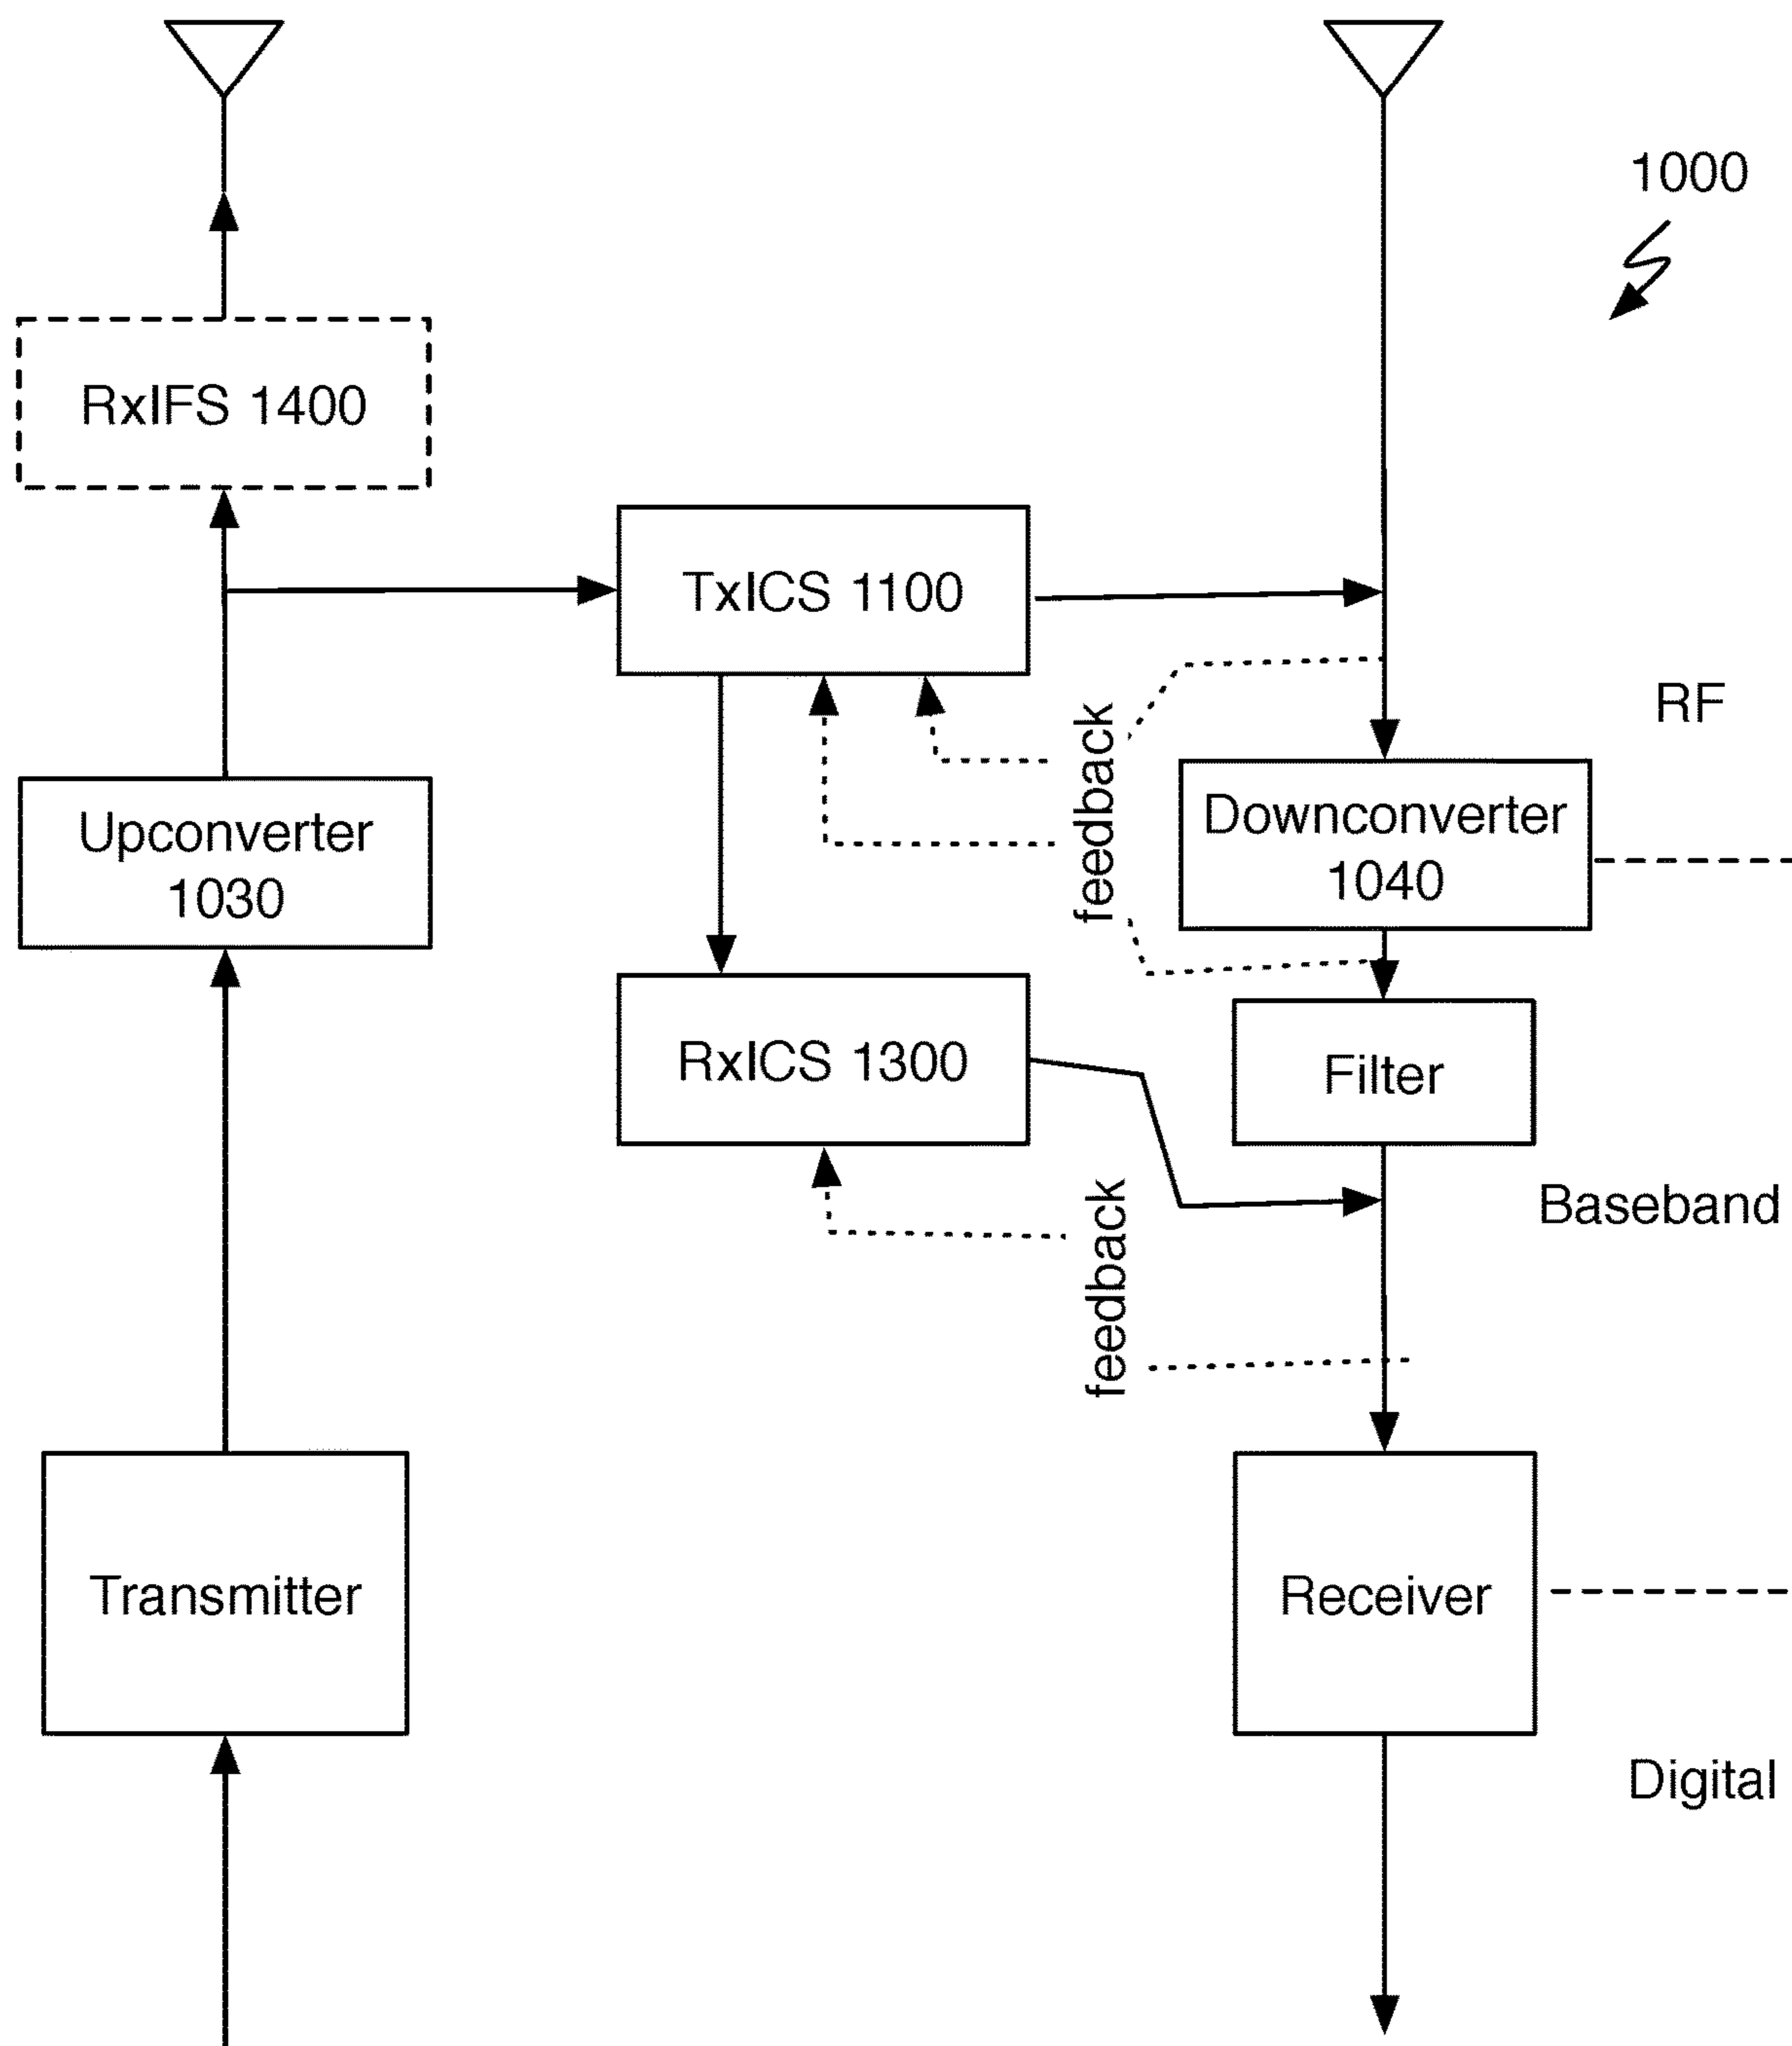 1000
RxIFS 1400
TxICS 1100
RF
feedback
Upconverter
1030
Downconverter
1040
RxICS 1300
Filter
Baseband
feedback
Transmitter
Receiver
Digital